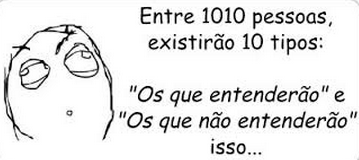 Entre 1010 pessoas,
existirão 10 tipos:
"Os que entenderão" e
"Os que não entenderão"
isso...